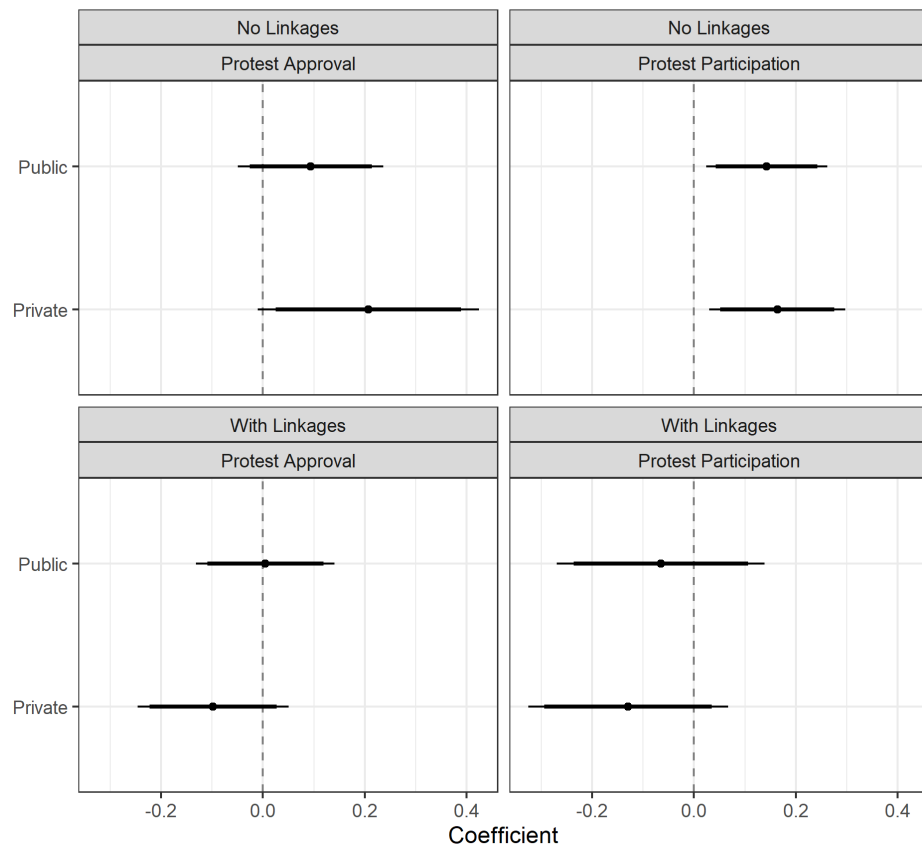 No Linkages
Protest Approval
No Linkages
Protest Participation
Public
Private
With Linkages
Protest Approval
With Linkages
Protest Participation
Public
Private
-0.2 0.0 0.2 0.4
-0.2 0.0 0.2 0.4
Coefficient